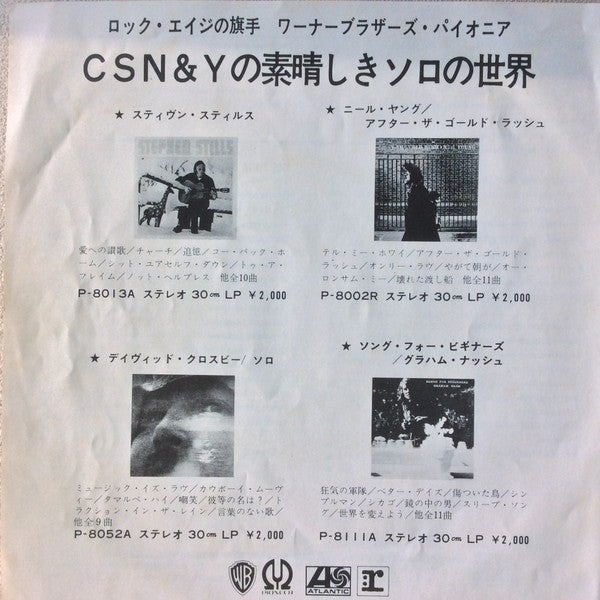 ロック・エイジの旗手 ワーナーブラザーズ・パイオニア
CSN&Yの素晴しきソロの世界
★ スティヴン・スティルス
STEPHEN STILLS
愛への讃歌/チャーチ/追憶/コー・バック・ホ
ーム/シット・ユアセルフ・ダウン/トゥ・ア・
フレイム/ノット・ヘルプレス 他全10曲
P-8013A ステレオ 30cm LP ¥2,000
★ ニール・ヤング/
アフター・ザ・ゴールド・ラッシュ
テル・ミー・ホワイ/アフター・ザ・ゴールド・
ラッシュ/オンリー・ラヴ/やがて朝が/オー・
ロンサム・ミー/壊れた渡し船 他全11曲
P-8002R ステレオ 30cm LP ¥2,000
★ デイヴィッド・クロスビー/ソロ
ミュージック・イズ・ラヴ/カウボーイ・ムーヴ
ィー/タマルペ・ハイ/嘲笑/彼等の名は?/ト
ラクション・イン・ザ・レイン/言葉のない歌/
他全9曲
P-8052A ステレオ 30cm LP ¥2,000
★ ソング・フォー・ビギナーズ
/グラハム・ナッシュ
SONGS FOR BEGINNERS
GRAHAM NASH
狂気の軍隊/ベター・デイズ/傷ついた鳥/シン
プルマン/シカゴ/鏡の中の男/スリープ・ソン
グ/世界を変えよう/他全11曲
P-8111A ステレオ 30cm LP ¥2,000
WB PIONEER ATLANTIC r